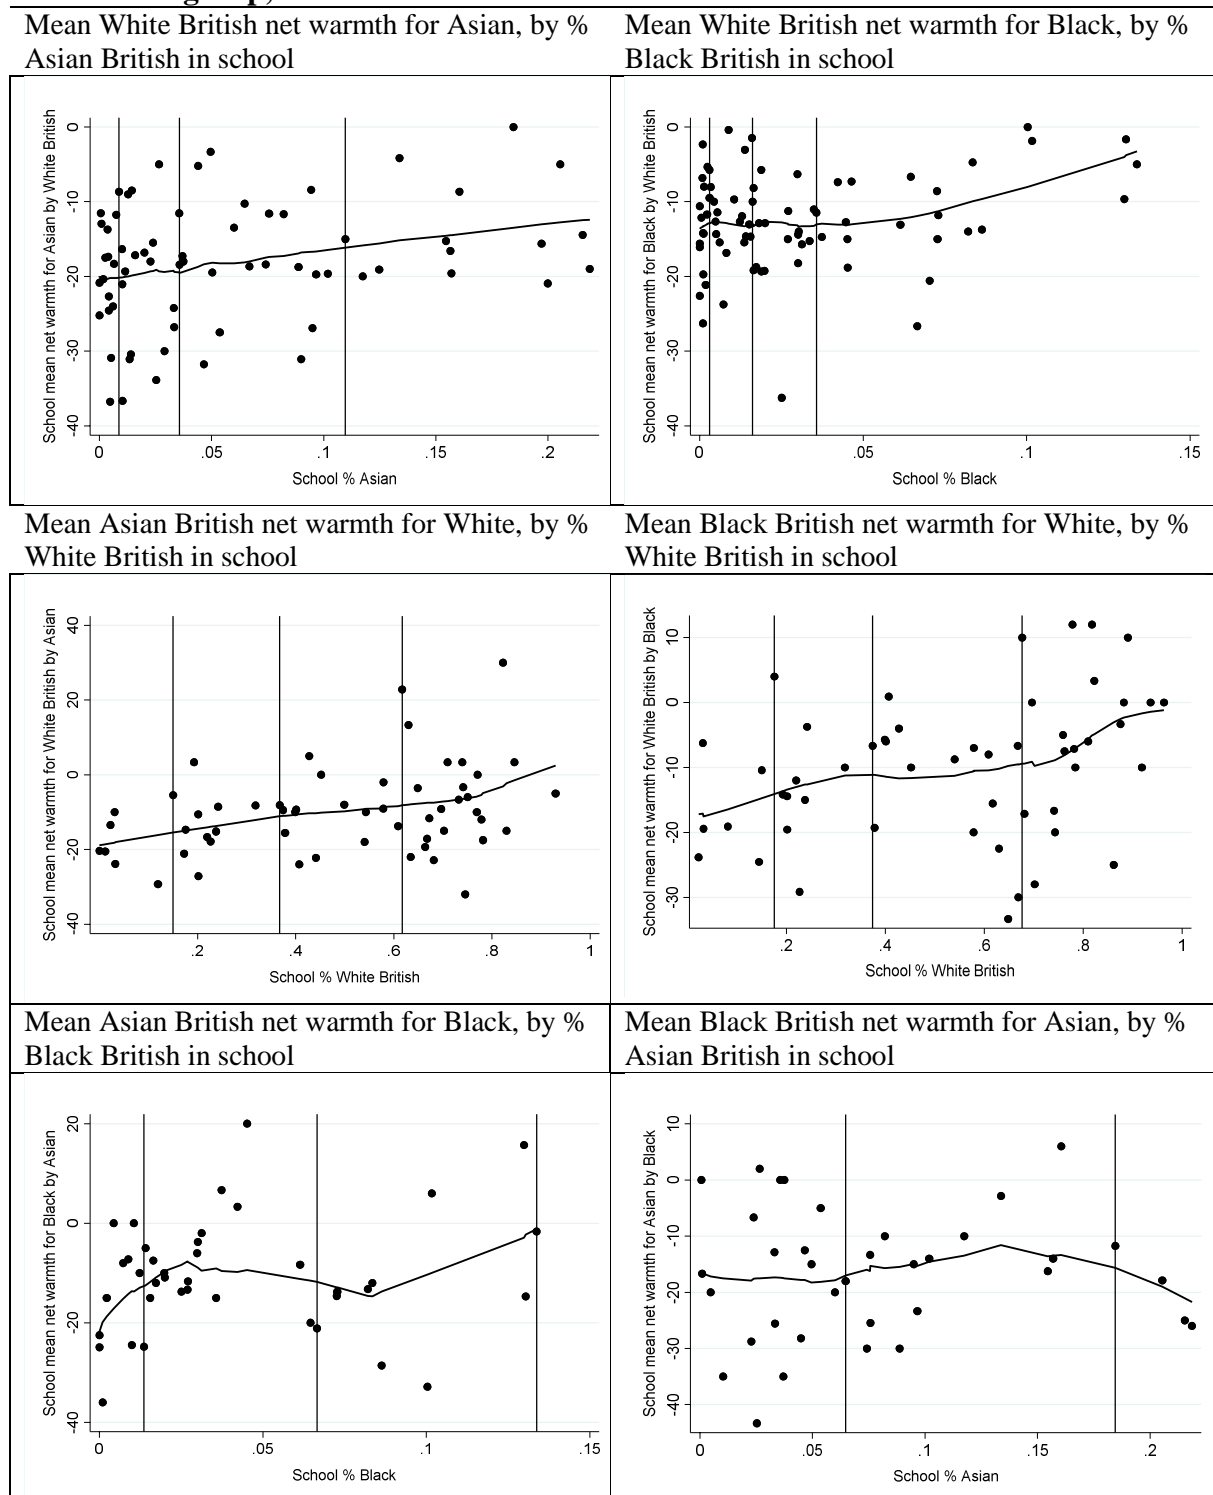 Mean White British net warmth for Asian, by %
Asian British in school
School mean net warmth for Asian by White British
0
-10
-20
-30
-40
0
.05
.1
.15
.2
School % Asian
Mean White British net warmth for Black, by %
Black British in school
School mean net warmth for Black by White British
0
-10
-20
-30
-40
0
.05
.1
.15
School % Black
Mean Asian British net warmth for White, by %
White British in school
School mean net warmth for White British by Asian
40
20
0
-20
-40
.2
.4
.6
.8
1
School % White British
Mean Black British net warmth for White, by %
White British in school
School mean net warmth for White British by Black
10
0
-10
-20
-30
.2
.4
.6
.8
1
School % White British
Mean Asian British net warmth for Black, by %
Black British in school
School mean net warmth for Black by Asian
20
0
-20
-40
0
.05
.1
.15
School % Black
Mean Black British net warmth for Asian, by %
Asian British in school
School mean net warmth for Asian by Black
10
0
-10
-20
-30
-40
0
.05
.1
.15
.2
School % Asian